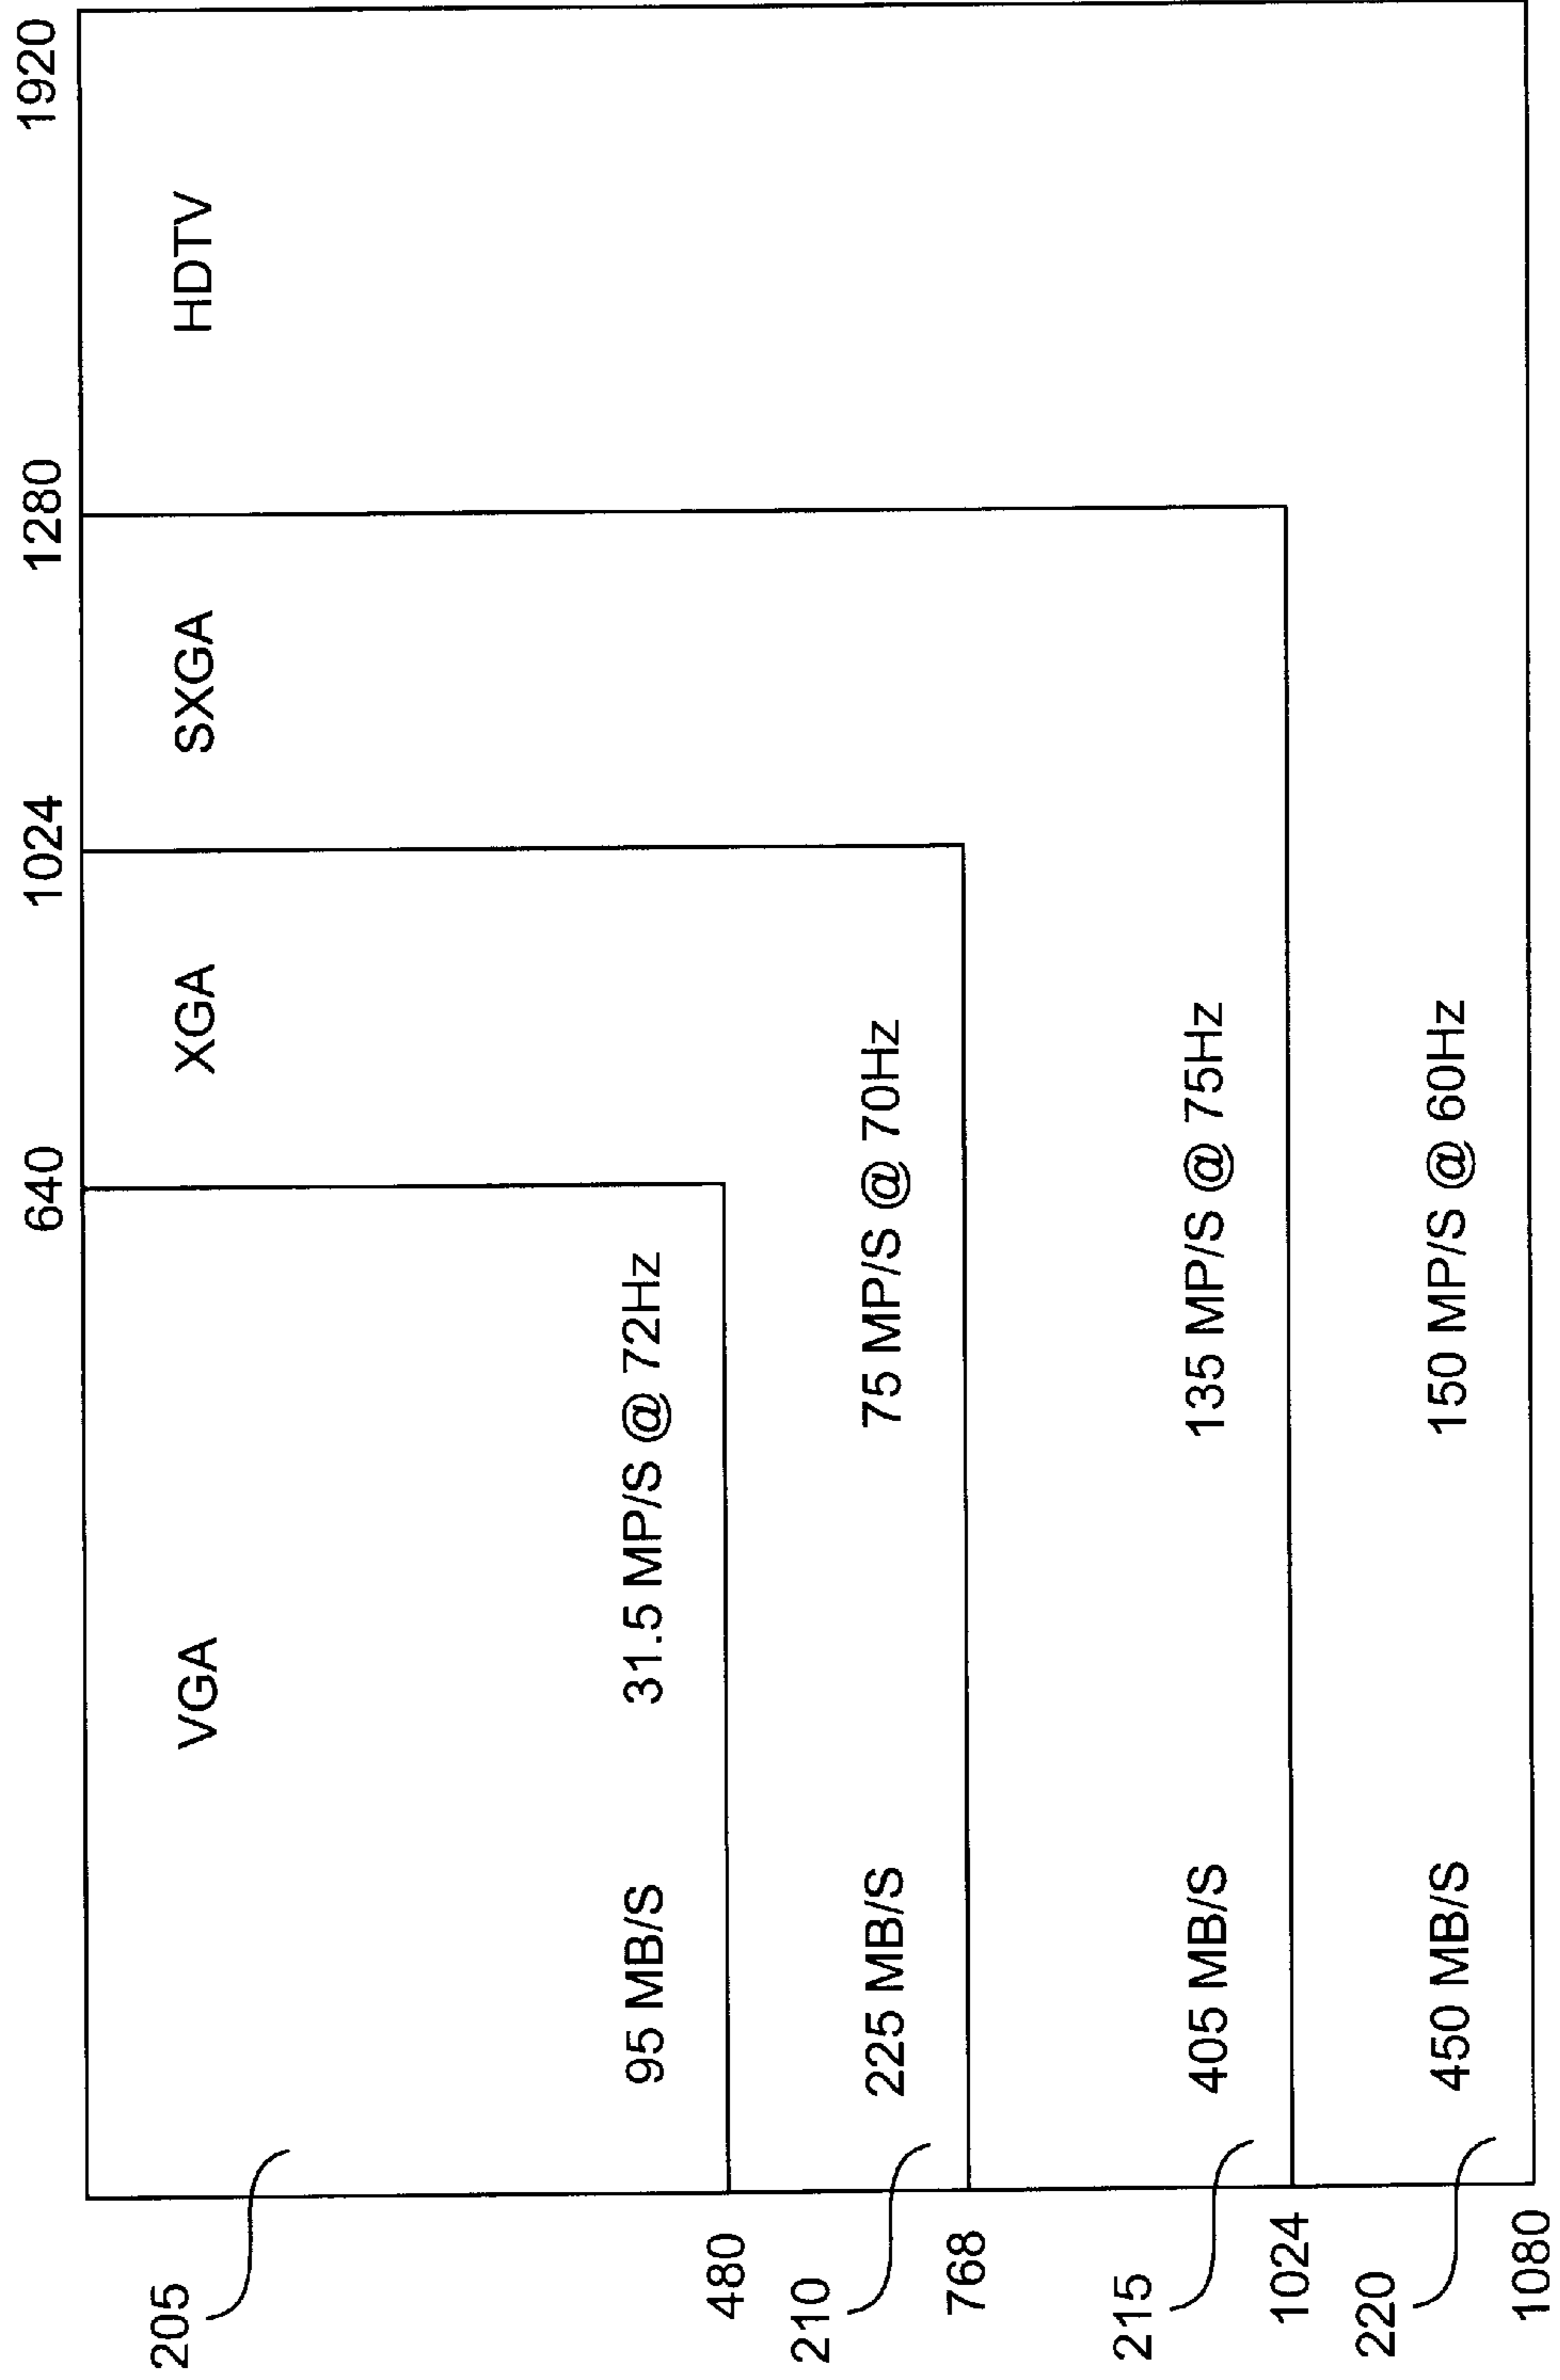 640 1024 1280 1920
VGA XGA SXGA HDTV
205
95 MB/S 31.5 MP/S @ 72Hz
480
210
225 MB/S 75 MP/S @ 70Hz
768
215
405 MB/S 135 MP/S @ 75Hz
1024
220
450 MB/S 150 MP/S @ 60Hz
1080